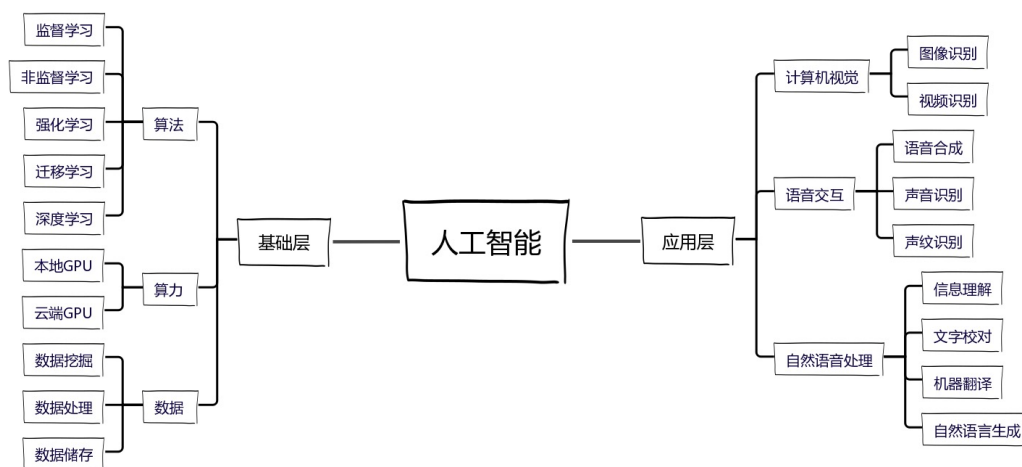 人工智能
基础层
算法
监督学习
非监督学习
强化学习
迁移学习
深度学习
算力
本地GPU
云端GPU
数据
数据挖掘
数据处理
数据储存
应用层
计算机视觉
图像识别
视频识别
语音交互
语音合成
声音识别
声纹识别
自然语音处理
信息理解
文字校对
机器翻译
自然语言生成